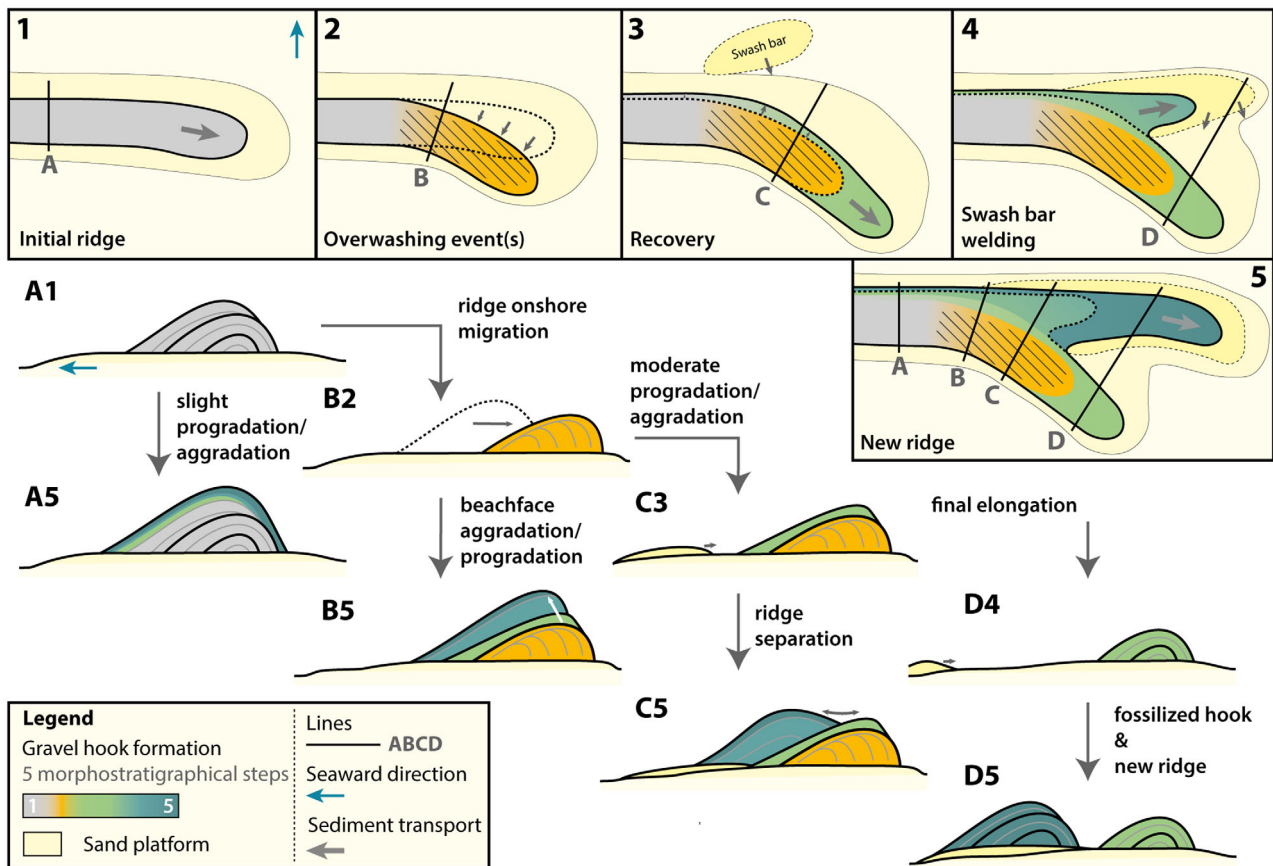 1
A
Initial ridge
2
B
Overwashing event(s)
3
Swash bar
C
Recovery
4
D
Swash bar
welding
5
A
B
C
D
New ridge
A1
ridge onshore
migration
slight
progradation/
aggradation
B2
moderate
progradation/
aggradation
A5
beachface
aggradation/
progradation
C3
final elongation
B5
ridge
separation
D4
C5
fossilized hook
&
new ridge
D5
Legend
Gravel hook formation
5 morphostratigraphical steps
1 5
Sand platform
Lines
ABCD
Seaward direction
Sediment transport